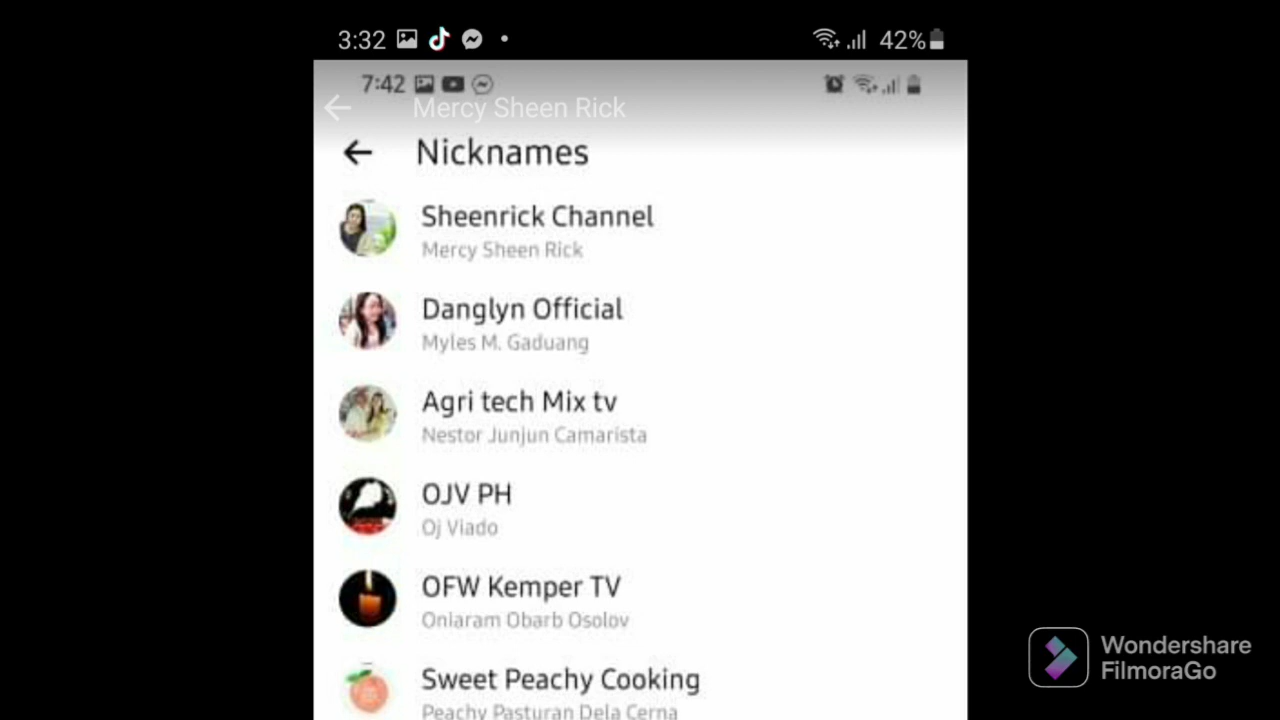 3:32 42%
7:42
Mercy Sheen Rick
Nicknames
Sheenrick Channel
Mercy Sheen Rick
Danglyn Official
Myles M. Gaduang
Agri tech Mix tv
Nestor Junjun Camarista
OJV PH
Oj Viado
OFW Kemper TV
Oniaram Obarb Osolov
Sweet Peachy Cooking
Peachy Pasturan Dela Cerna
Wondershare
FilmoraGo